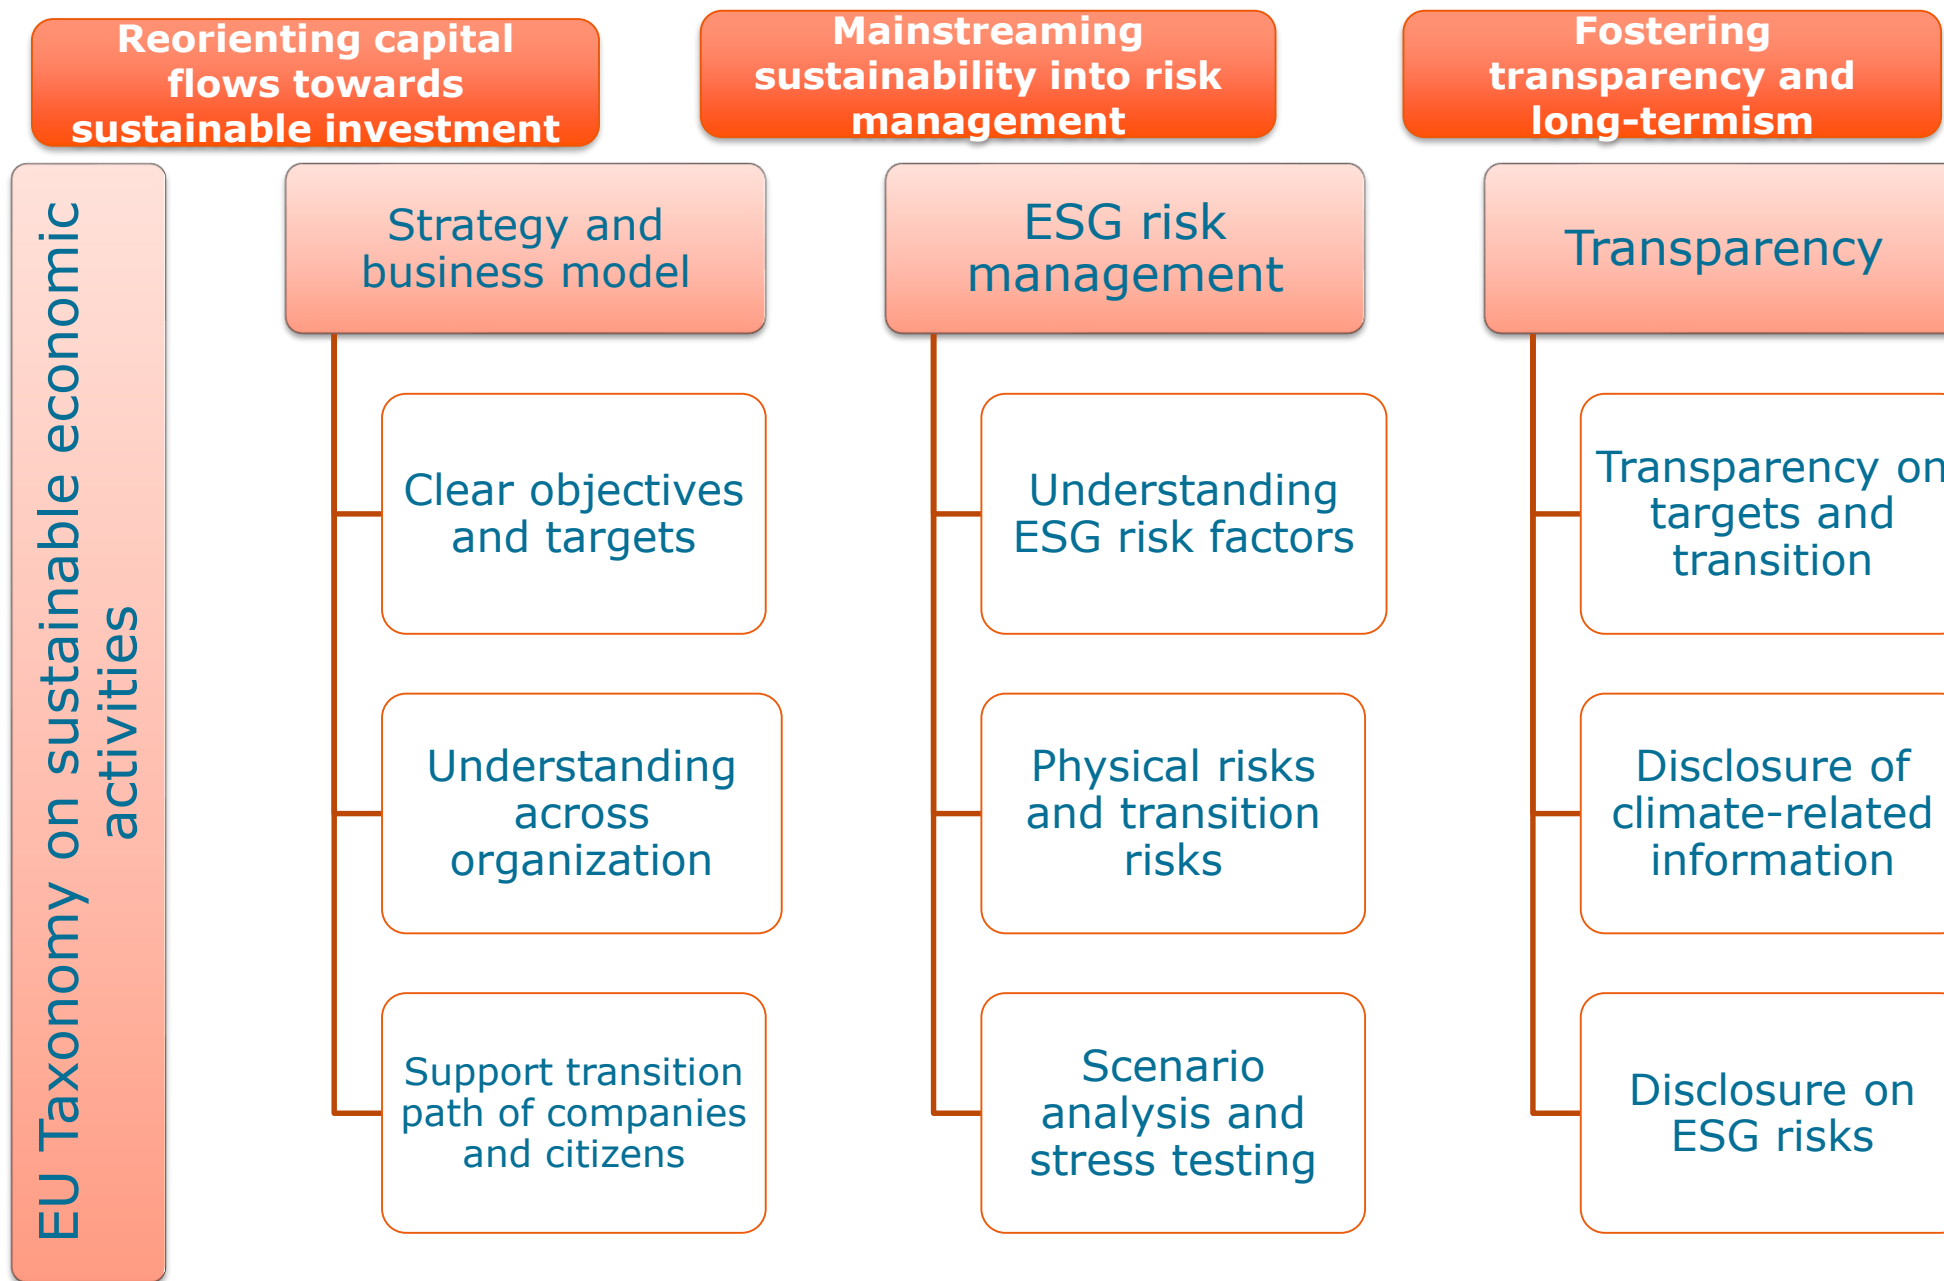 Reorienting capital
flows towards
sustainable investment
Mainstreaming
sustainability into risk
management
Fostering
transparency and
long-termism
EU Taxonomy on sustainable economic
activities
Strategy and
business model
Clear objectives
and targets
Understanding
across
organization
Support transition
path of companies
and citizens
ESG risk
management
Understanding
ESG risk factors
Physical risks
and transition
risks
Scenario
analysis and
stress testing
Transparency
Transparency on
targets and
transition
Disclosure of
climate-related
information
Disclosure on
ESG risks